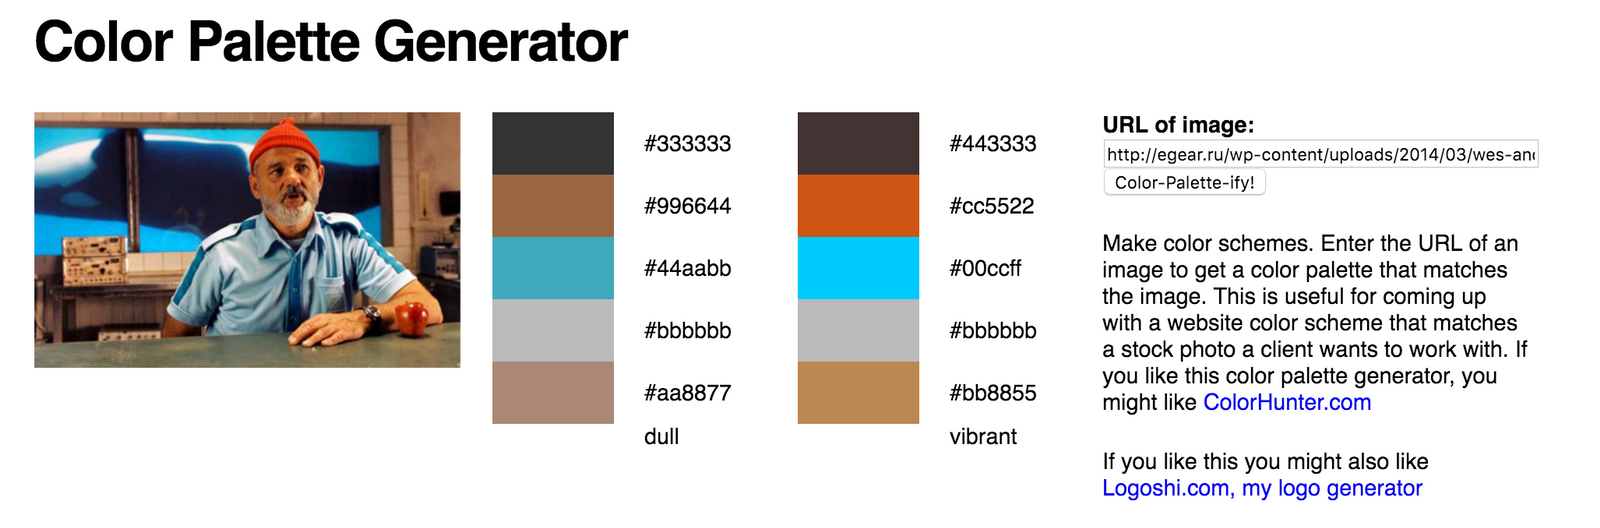 Color Palette Generator
#333333
#996644
#44aabb
#bbbbbb
#aa8877
dull
#443333
#cc5522
#00ccff
#bbbbbb
#bb8855
vibrant
URL of image:
http://egear.ru/wp-content/uploads/2014/03/wes-and
Color-Palette-ify!
Make color schemes. Enter the URL of an
image to get a color palette that matches
the image. This is useful for coming up
with a website color scheme that matches
a stock photo a client wants to work with. If
you like this color palette generator, you
might like ColorHunter.com
If you like this you might also like
Logoshi.com, my logo generator